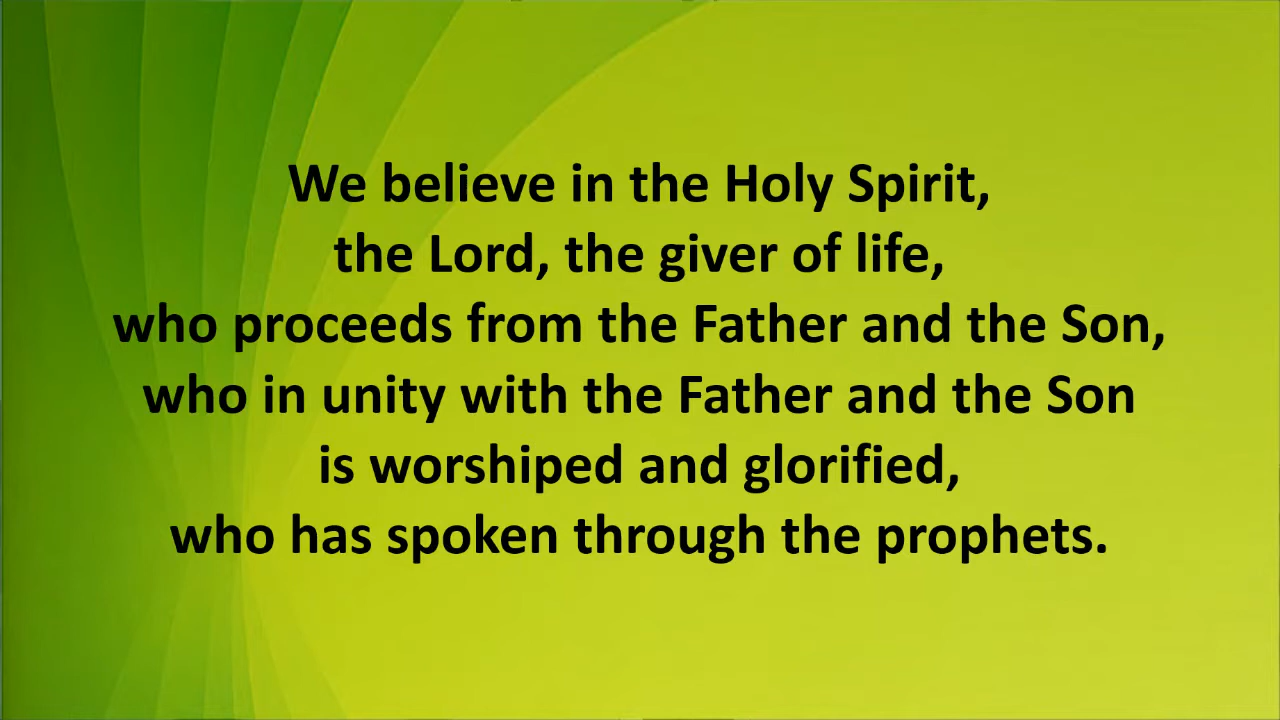 We believe in the Holy Spirit,
the Lord, the giver of life,
who proceeds from the Father and the Son,
who in unity with the Father and the Son
is worshiped and glorified,
who has spoken through the prophets.